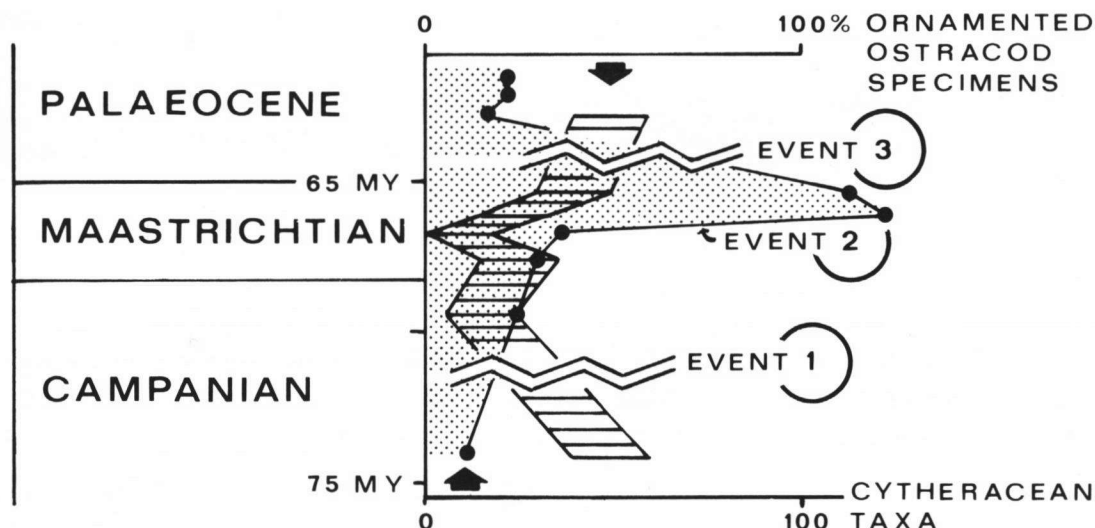 0 100% ORNAMENTED
OSTRACOD
SPECIMENS
PALAEOCENE
EVENT 3
65 MY
MAASTRICHTIAN
EVENT 2
EVENT 1
CAMPANIAN
75 MY
CYTHERACEAN
0 100 TAXA